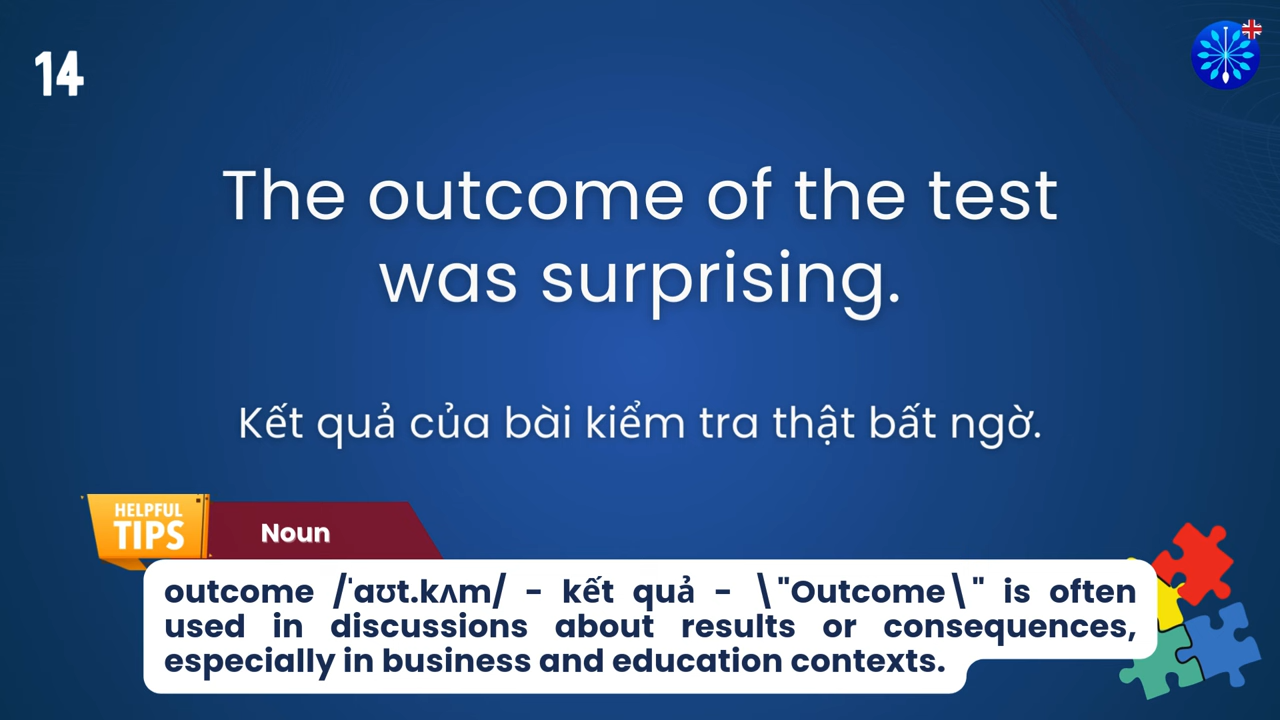 14
The outcome of the test
was surprising.
Kết quả của bài kiểm tra thật bất ngờ.
HELPFUL
TIPS
Noun
outcome /ˈɑʊt.kʌm/ - kết quả - \"Outcome\" is often
used in discussions about results or consequences,
especially in business and education contexts.